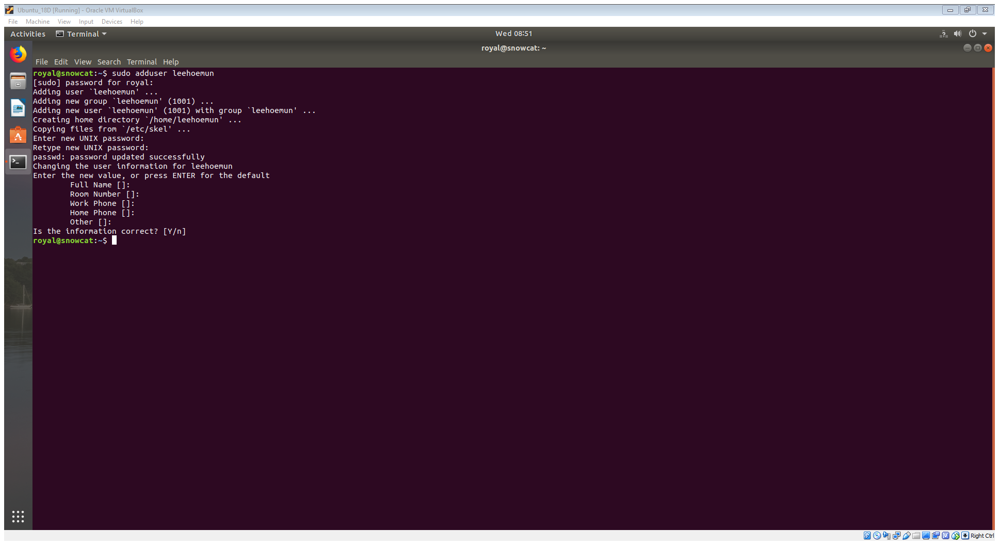 Ubuntu_18D [Running] - Oracle VM VirtualBox
File Machine View Input Devices Help
Activities Terminal Wed 08:51
royal@snowcat: ~
File Edit View Search Terminal Help
royal@snowcat:~$ sudo adduser leehoemun
[sudo] password for royal:
Adding user `leehoemun' ...
Adding new group `leehoemun' (1001) ...
Adding new user `leehoemun' (1001) with group `leehoemun' ...
Creating home directory `/home/leehoemun' ...
Copying files from `/etc/skel' ...
Enter new UNIX password:
Retype new UNIX password:
passwd: password updated successfully
Changing the user information for leehoemun
Enter the new value, or press ENTER for the default
Full Name []:
Room Number []:
Work Phone []:
Home Phone []:
Other []:
Is the information correct? [Y/n]
royal@snowcat:~$
Right Ctrl